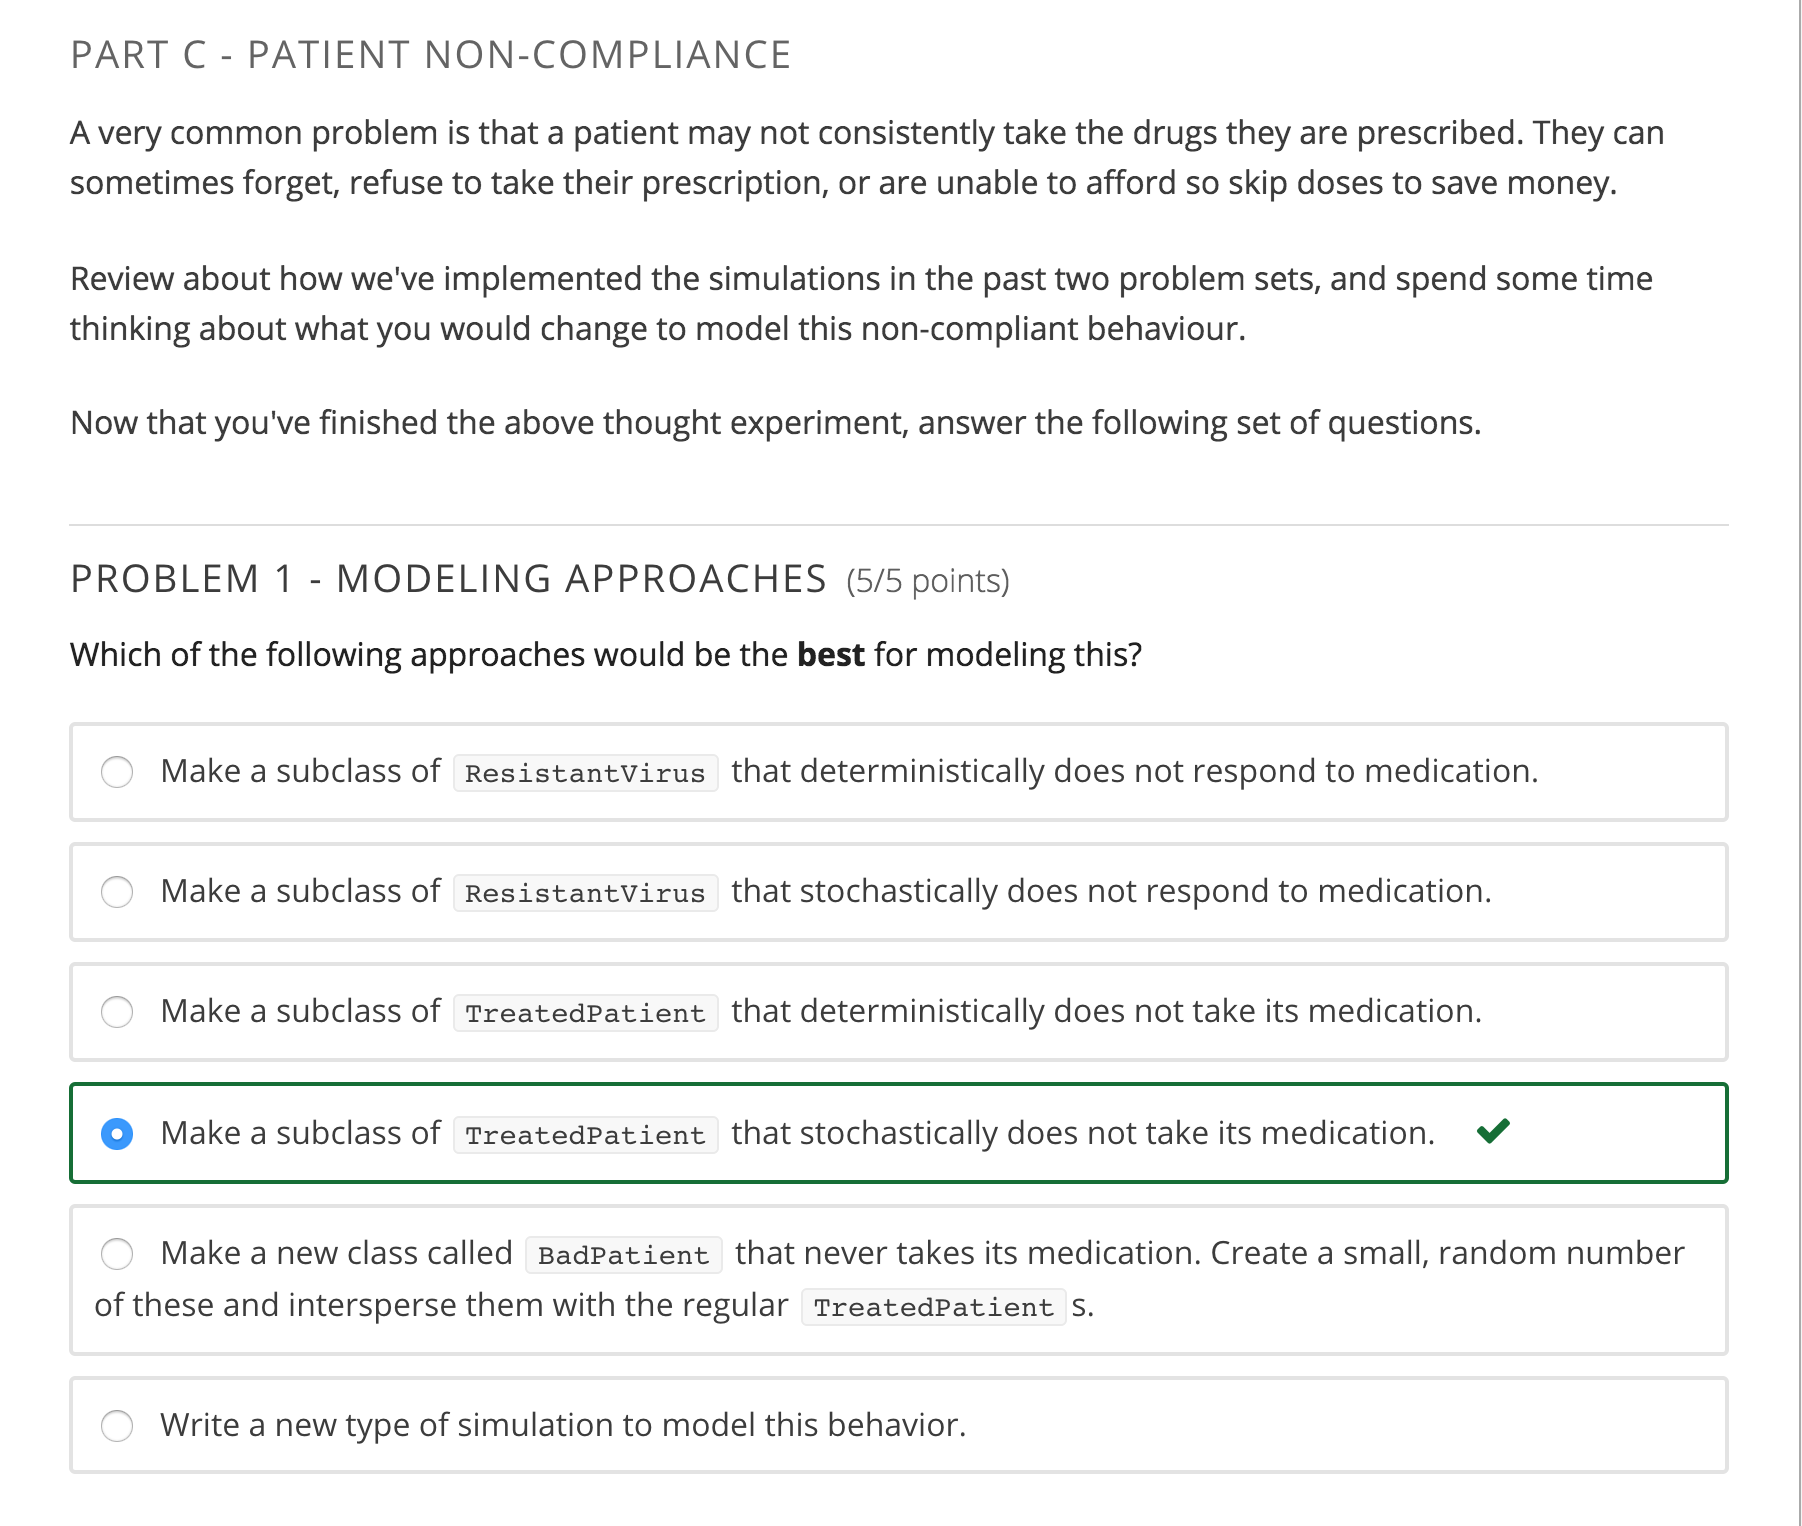 PART C - PATIENT NON-COMPLIANCE
A very common problem is that a patient may not consistently take the drugs they are prescribed. They can
sometimes forget, refuse to take their prescription, or are unable to afford so skip doses to save money.
Review about how we've implemented the simulations in the past two problem sets, and spend some time
thinking about what you would change to model this non-compliant behaviour.
Now that you've finished the above thought experiment, answer the following set of questions.
PROBLEM 1 - MODELING APPROACHES (5/5 points)
Which of the following approaches would be the best for modeling this?
Make a subclass of ResistantVirus that deterministically does not respond to medication.
Make a subclass of ResistantVirus that stochastically does not respond to medication.
Make a subclass of TreatedPatient that deterministically does not take its medication.
Make a subclass of TreatedPatient that stochastically does not take its medication.
Make a new class called BadPatient that never takes its medication. Create a small, random number
of these and intersperse them with the regular TreatedPatient s.
Write a new type of simulation to model this behavior.